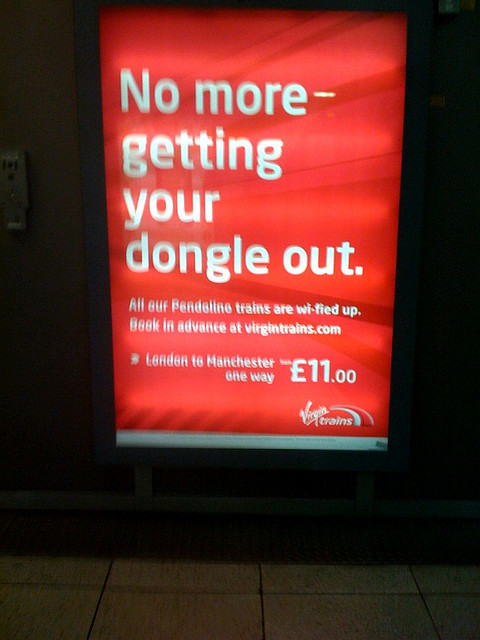 No more
getting
your
dongle out.
All our Pendolino trains are wi-fied up.
Book in advance at virgintrains.com
London to Manchester
one way
£11.00
Virgin
trains